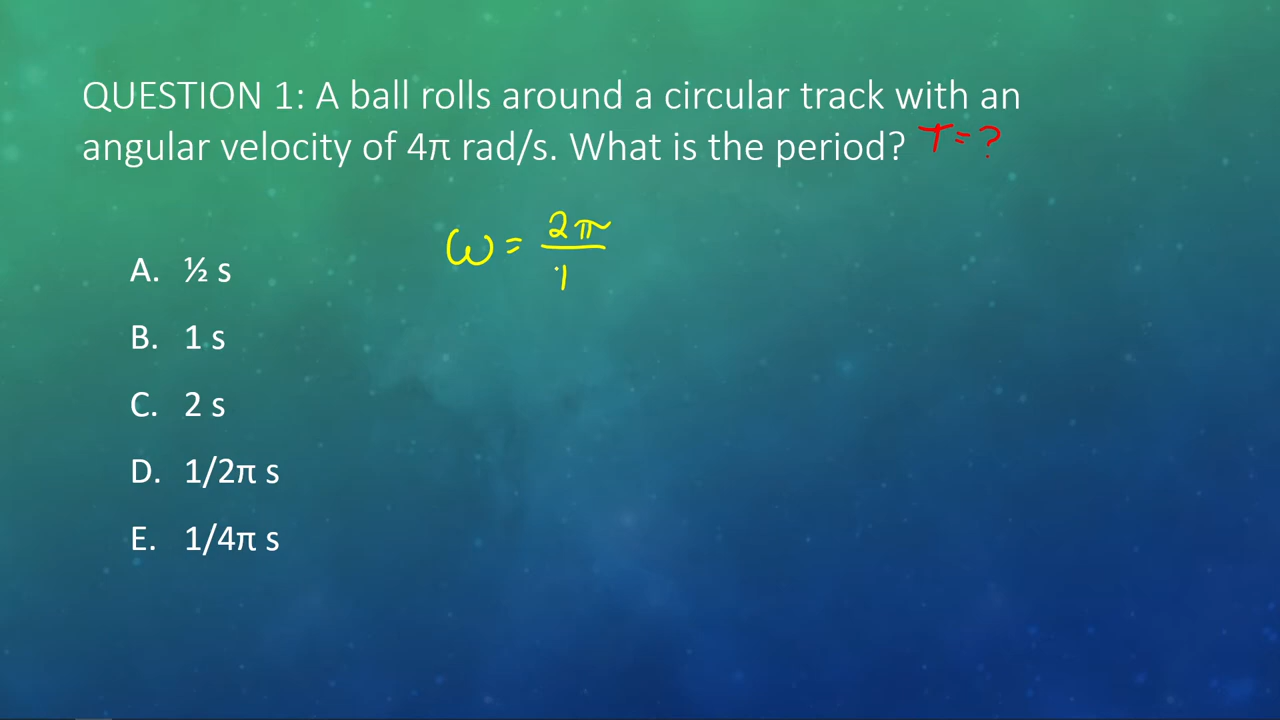 QUESTION 1: A ball rolls around a circular track with an
angular velocity of 4π rad/s. What is the period? T = ?
ω = 2π / 1
A. ½ s
B. 1 s
C. 2 s
D. 1/2π s
E. 1/4π s